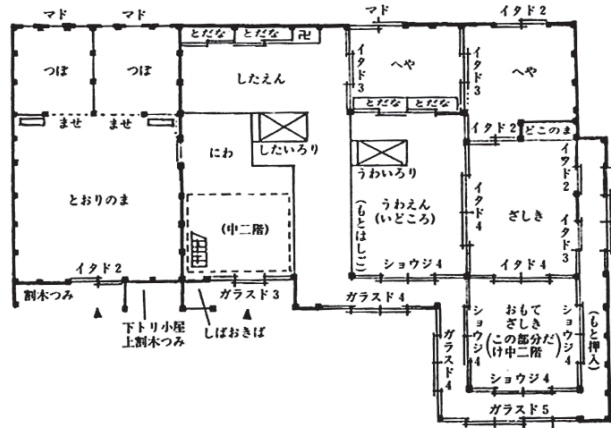 マド
マド
マド
イタド2
つぼ
つぼ
とだな
とだな
卍
したえん
イタド3
へや
イタド3
へや
とだな
とだな
ませ
ませ
にわ
したいろり
うわいろり
イタド2
どこのま
イタド2
とおりのま
(中二階)
(もとはしご)
うわえん
(いどころ)
イタド4
ざしき
イタド3
イタド2
ガラスド3
ショウジ4
イタド4
割木つみ
下トリ小屋
上割木つみ
しばおきば
ガラスド4
ガラスド4
ショウジ4
おもて
ざしき
(この部分だ
け中二階)
ショウジ4
(もと押入)
ショウジ4
ガラスド5